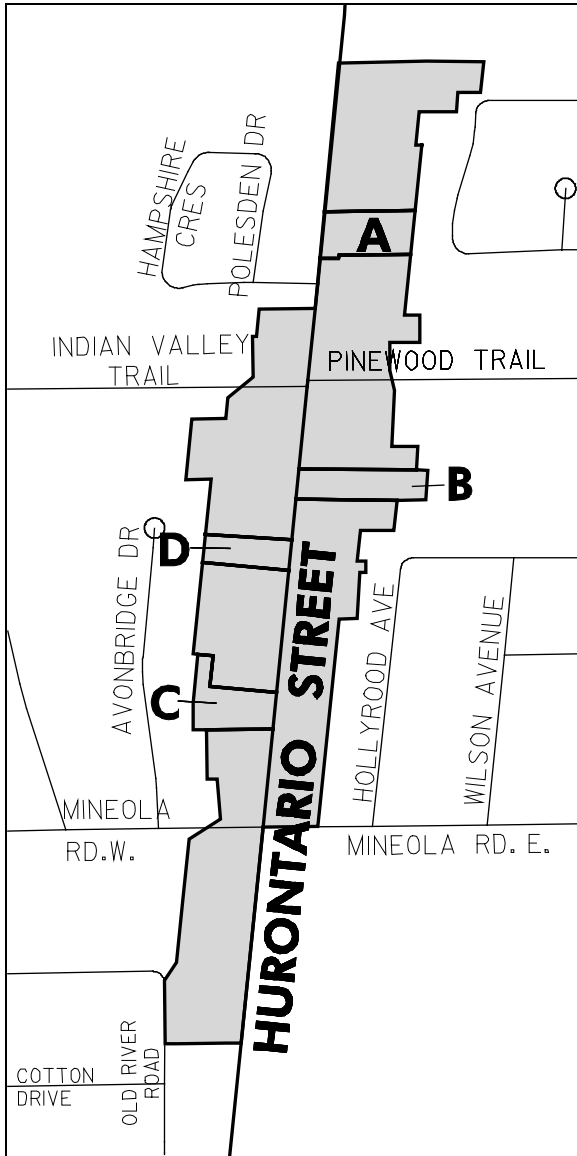 HAMPSHIRE
CRES
POLESDEN DR
A
INDIAN VALLEY
TRAIL
PINEWOOD TRAIL
B
D
AVONBRIDGE DR
C
HURONTARIO STREET
HOLLYROOD AVE
WILSON AVENUE
MINEOLA
RD.W.
MINEOLA RD. E.
OLD RIVER
ROAD
COTTON
DRIVE